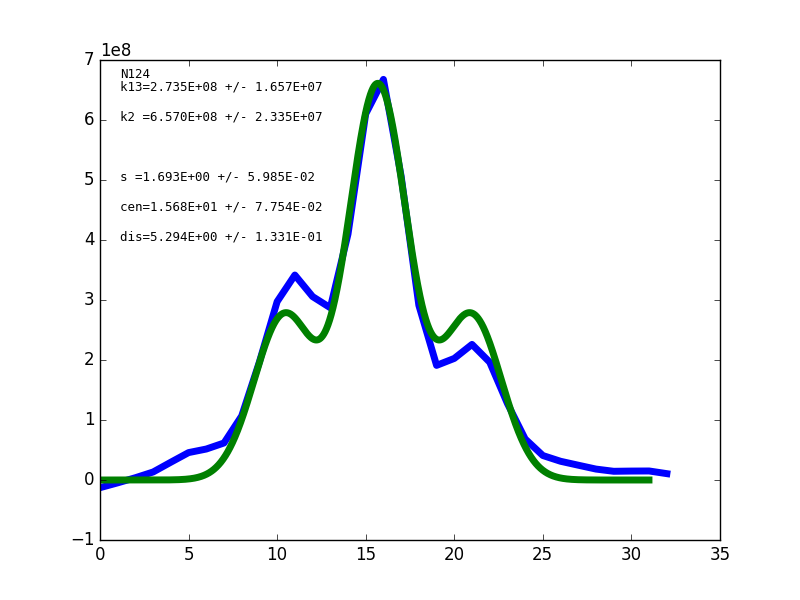 1e8
N124
k13=2.735E+08 +/- 1.657E+07
k2 =6.570E+08 +/- 2.335E+07
s =1.693E+00 +/- 5.985E-02
cen=1.568E+01 +/- 7.754E-02
dis=5.294E+00 +/- 1.331E-01
7
6
5
4
3
2
1
0
−1
0 5 10 15 20 25 30 35